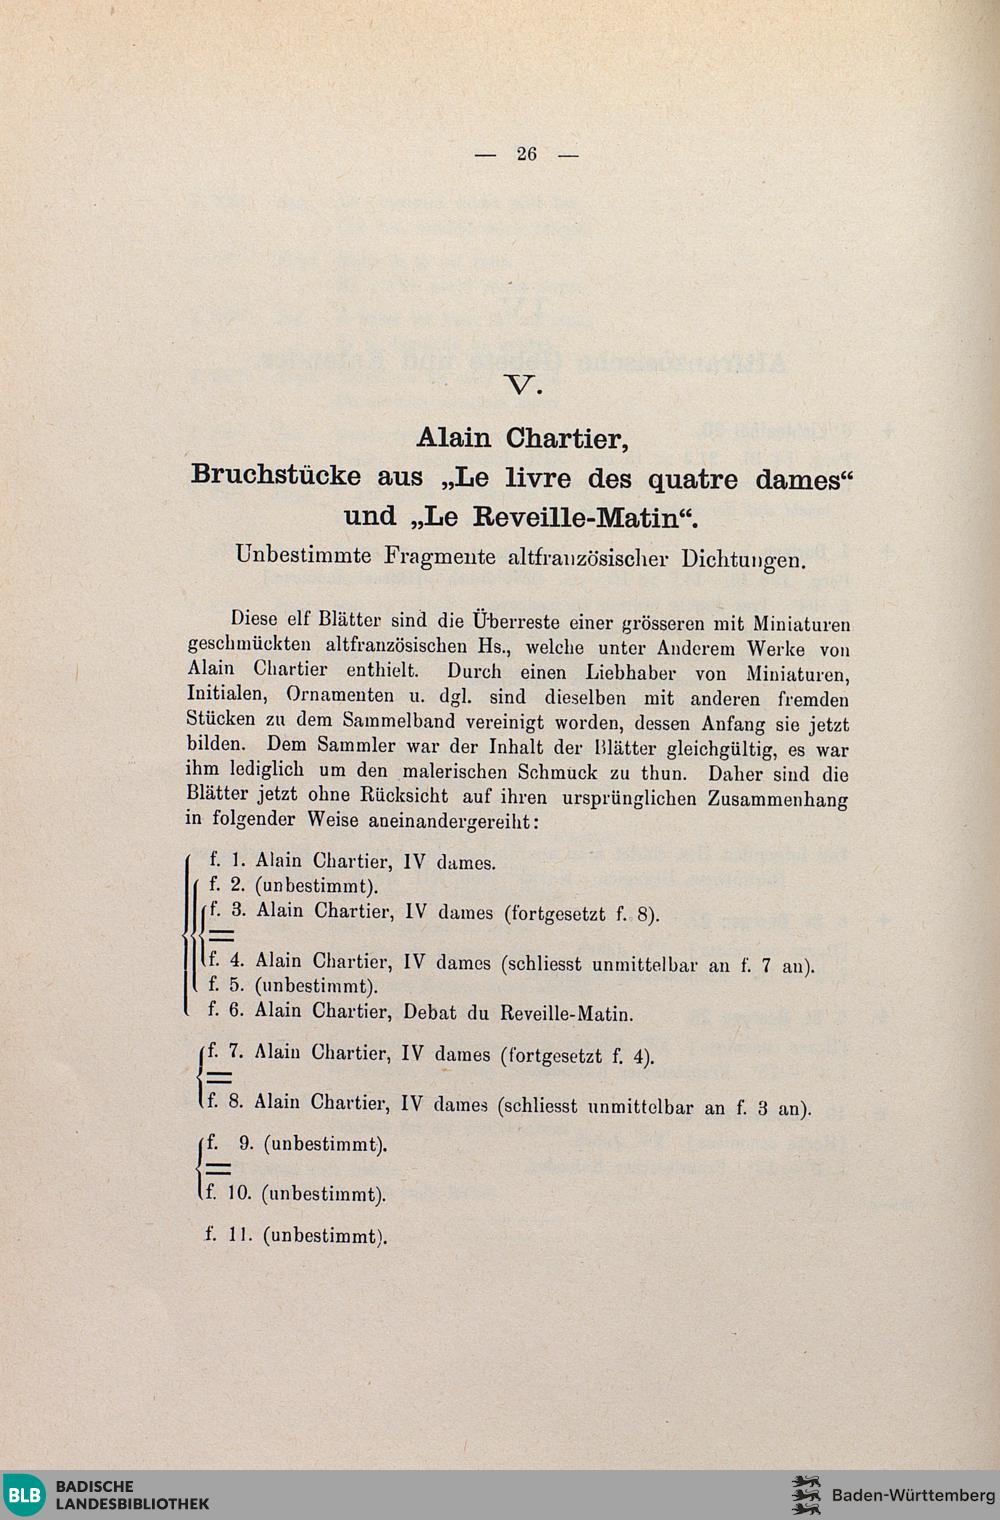 — 26 —
V.
Alain Chartier,
Bruchstücke aus „Le livre des quatre dames“
und „Le Reveille-Matin“.
Unbestimmte Fragmente altfranzösischer Dichtungen.
Diese elf Blätter sind die Überreste einer grösseren mit Miniaturen
geschmückten altfranzösischen Hs., welche unter Anderem Werke von
Alain Chartier enthielt. Durch einen Liebhaber von Miniaturen,
Initialen, Ornamenten u. dgl. sind dieselben mit anderen fremden
Stücken zu dem Sammelband vereinigt worden, dessen Anfang sie jetzt
bilden. Dem Sammler war der Inhalt der Blätter gleichgültig, es war
ihm lediglich um den malerischen Schmuck zu thun. Daher sind die
Blätter jetzt ohne Rücksicht auf ihren ursprünglichen Zusammenhang
in folgender Weise aneinandergereiht:
f. 1. Alain Chartier, IV dames.
f. 2. (unbestimmt).
f. 3. Alain Chartier, IV dames (fortgesetzt f. 8).
f. 4. Alain Chartier, IV dames (schliesst unmittelbar an f. 7 an).
f. 5. (unbestimmt).
f. 6. Alain Chartier, Debat du Reveille-Matin.
f. 7. Alain Chartier, IV dames (fortgesetzt f. 4).
f. 8. Alain Chartier, IV dames (schliesst unmittelbar an f. 3 an).
f. 9. (unbestimmt).
f. 10. (unbestimmt).
f. 11. (unbestimmt).
BLB BADISCHE
LANDESBIBLIOTHEK
Baden-Württemberg